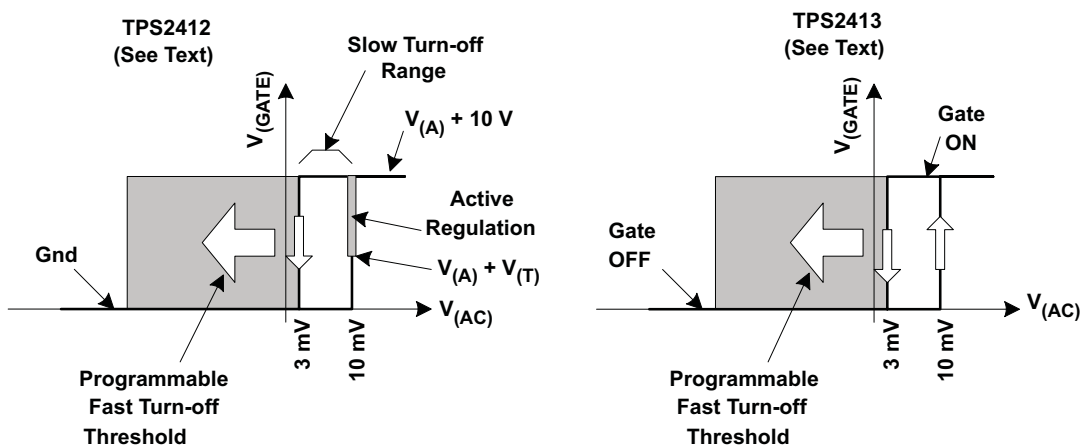 TPS2412
(See Text)
Slow Turn-off
Range
V(GATE)
V(A) + 10 V
Active
Regulation
Gnd
V(A) + V(T)
V(AC)
3 mV
10 mV
Programmable
Fast Turn-off
Threshold
TPS2413
(See Text)
V(GATE)
Gate
ON
Gate
OFF
V(AC)
3 mV
10 mV
Programmable
Fast Turn-off
Threshold